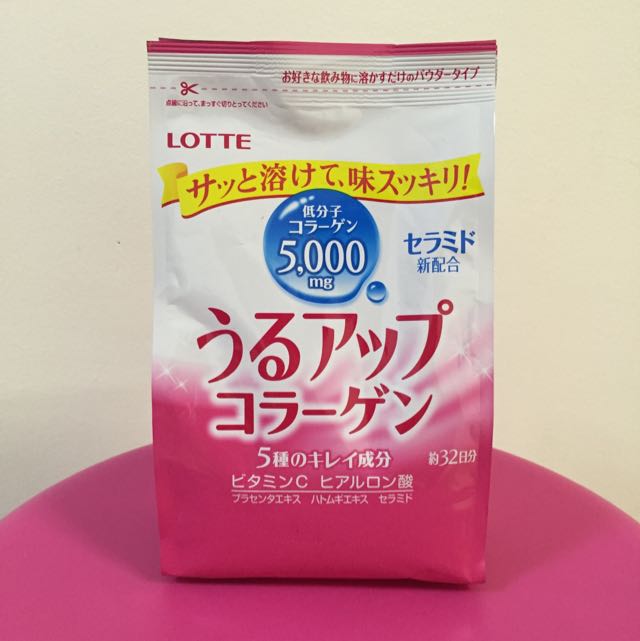 お好きな飲み物に溶かすだけのパウダータイプ
点線に沿って、まっすぐ切りとってください
LOTTE
サッと溶けて、味スッキリ!
低分子
コラーゲン
5,000
mg
セラミド
新配合
うるアップ
コラーゲン
5種のキレイ成分
約32日分
ビタミンC ヒアルロン酸
プラセンタエキス ハトムギエキス セラミド